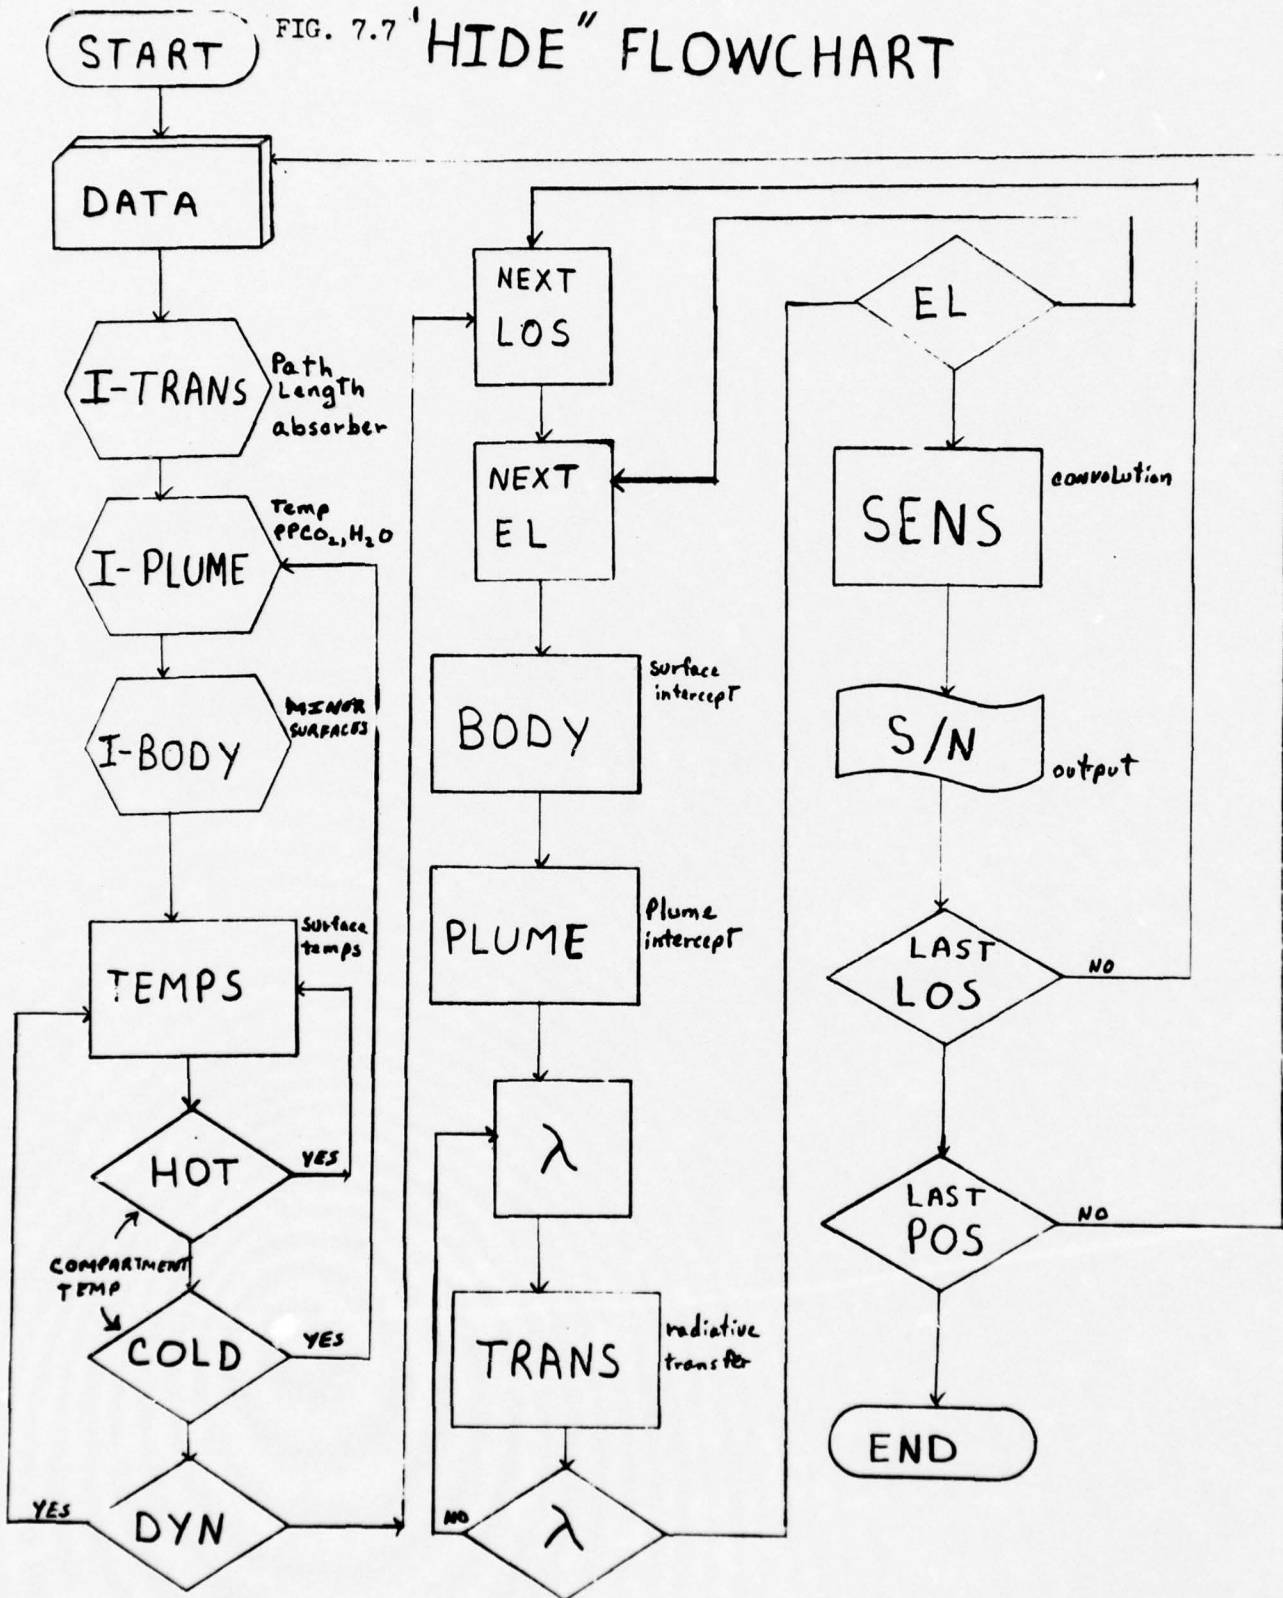 START
FIG. 7.7 "HIDE" FLOWCHART
DATA
I-TRANS
Path
Length
absorber
I-PLUME
Temp
PPCO₂, H₂O
I-BODY
MINOR
SURFACES
TEMPS
Surface
temps
HOT
YES
COMPARTMENT
TEMP
COLD
YES
DYN
YES
NEXT
LOS
NEXT
EL
BODY
Surface
intercept
PLUME
Plume
intercept
λ
TRANS
radiative
transfer
λ
NO
EL
SENS
convolution
S/N
output
LAST
LOS
NO
LAST
POS
NO
END